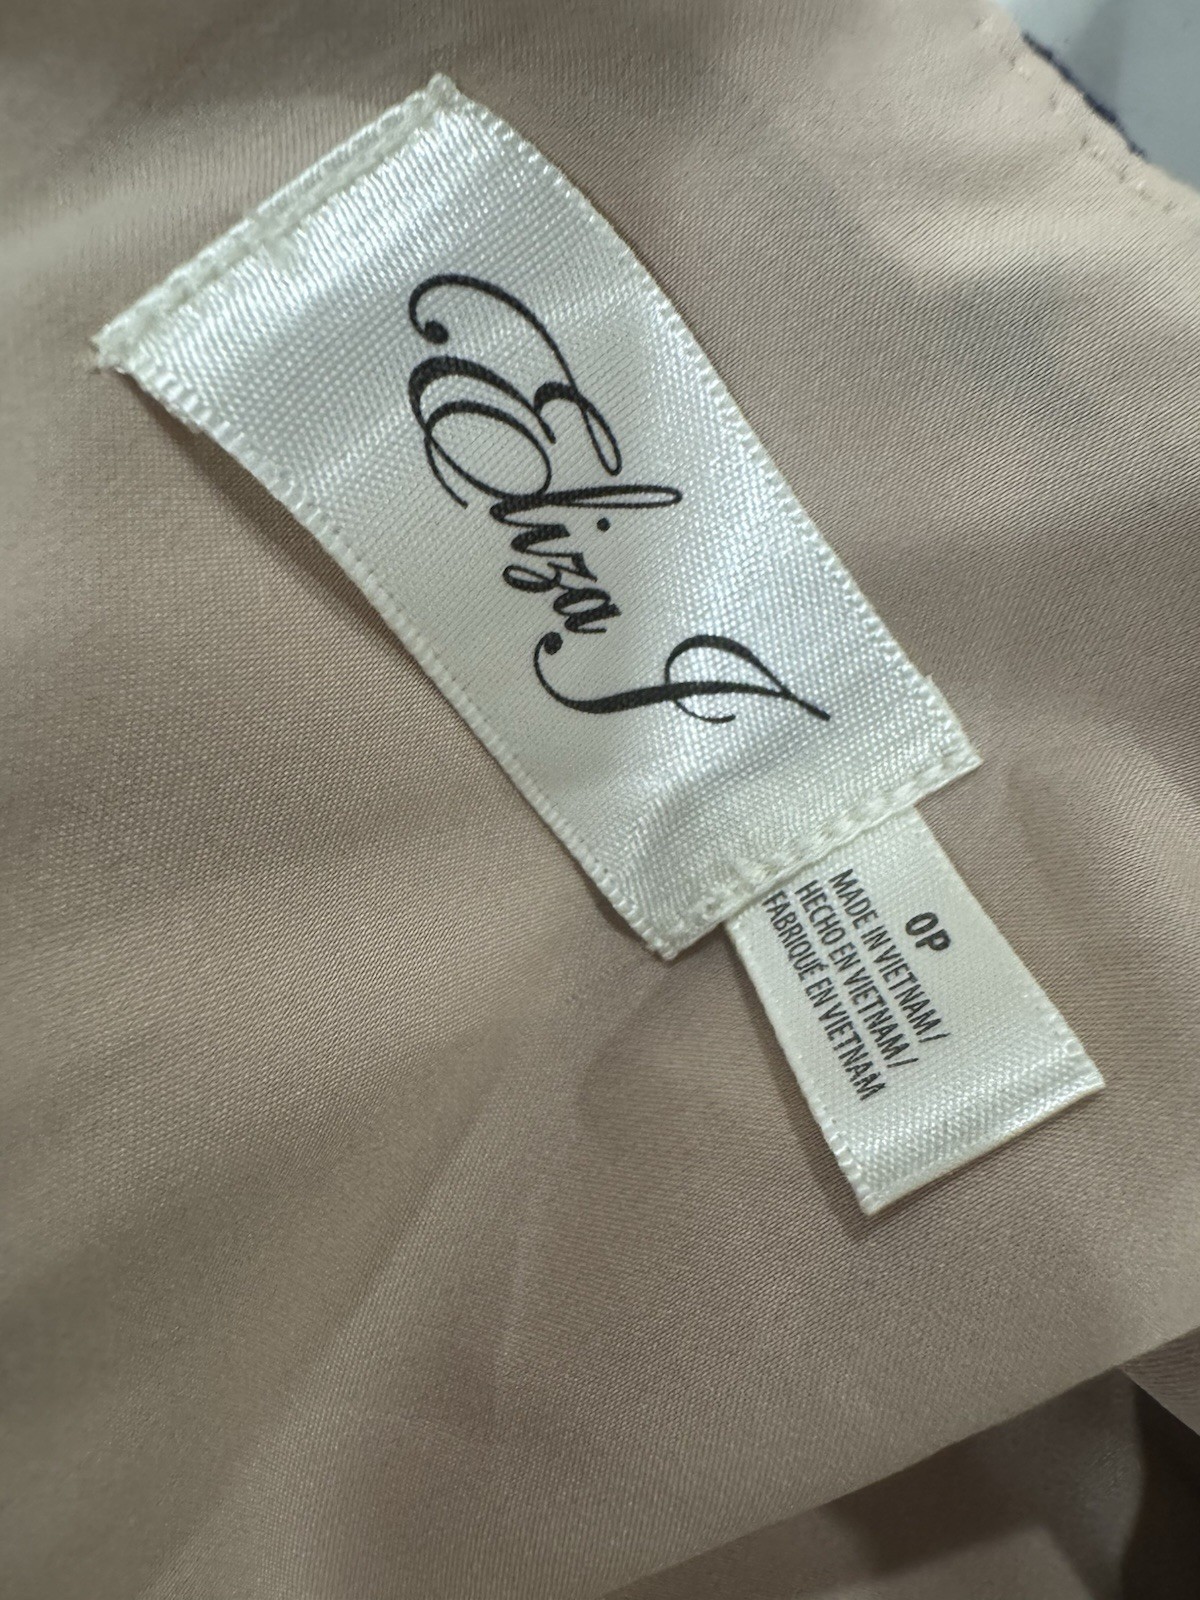 Eliza J
0P
MADE IN VIETNAM/
HECHO EN VIETNAM/
FABRIQUÉ EN VIETNAM